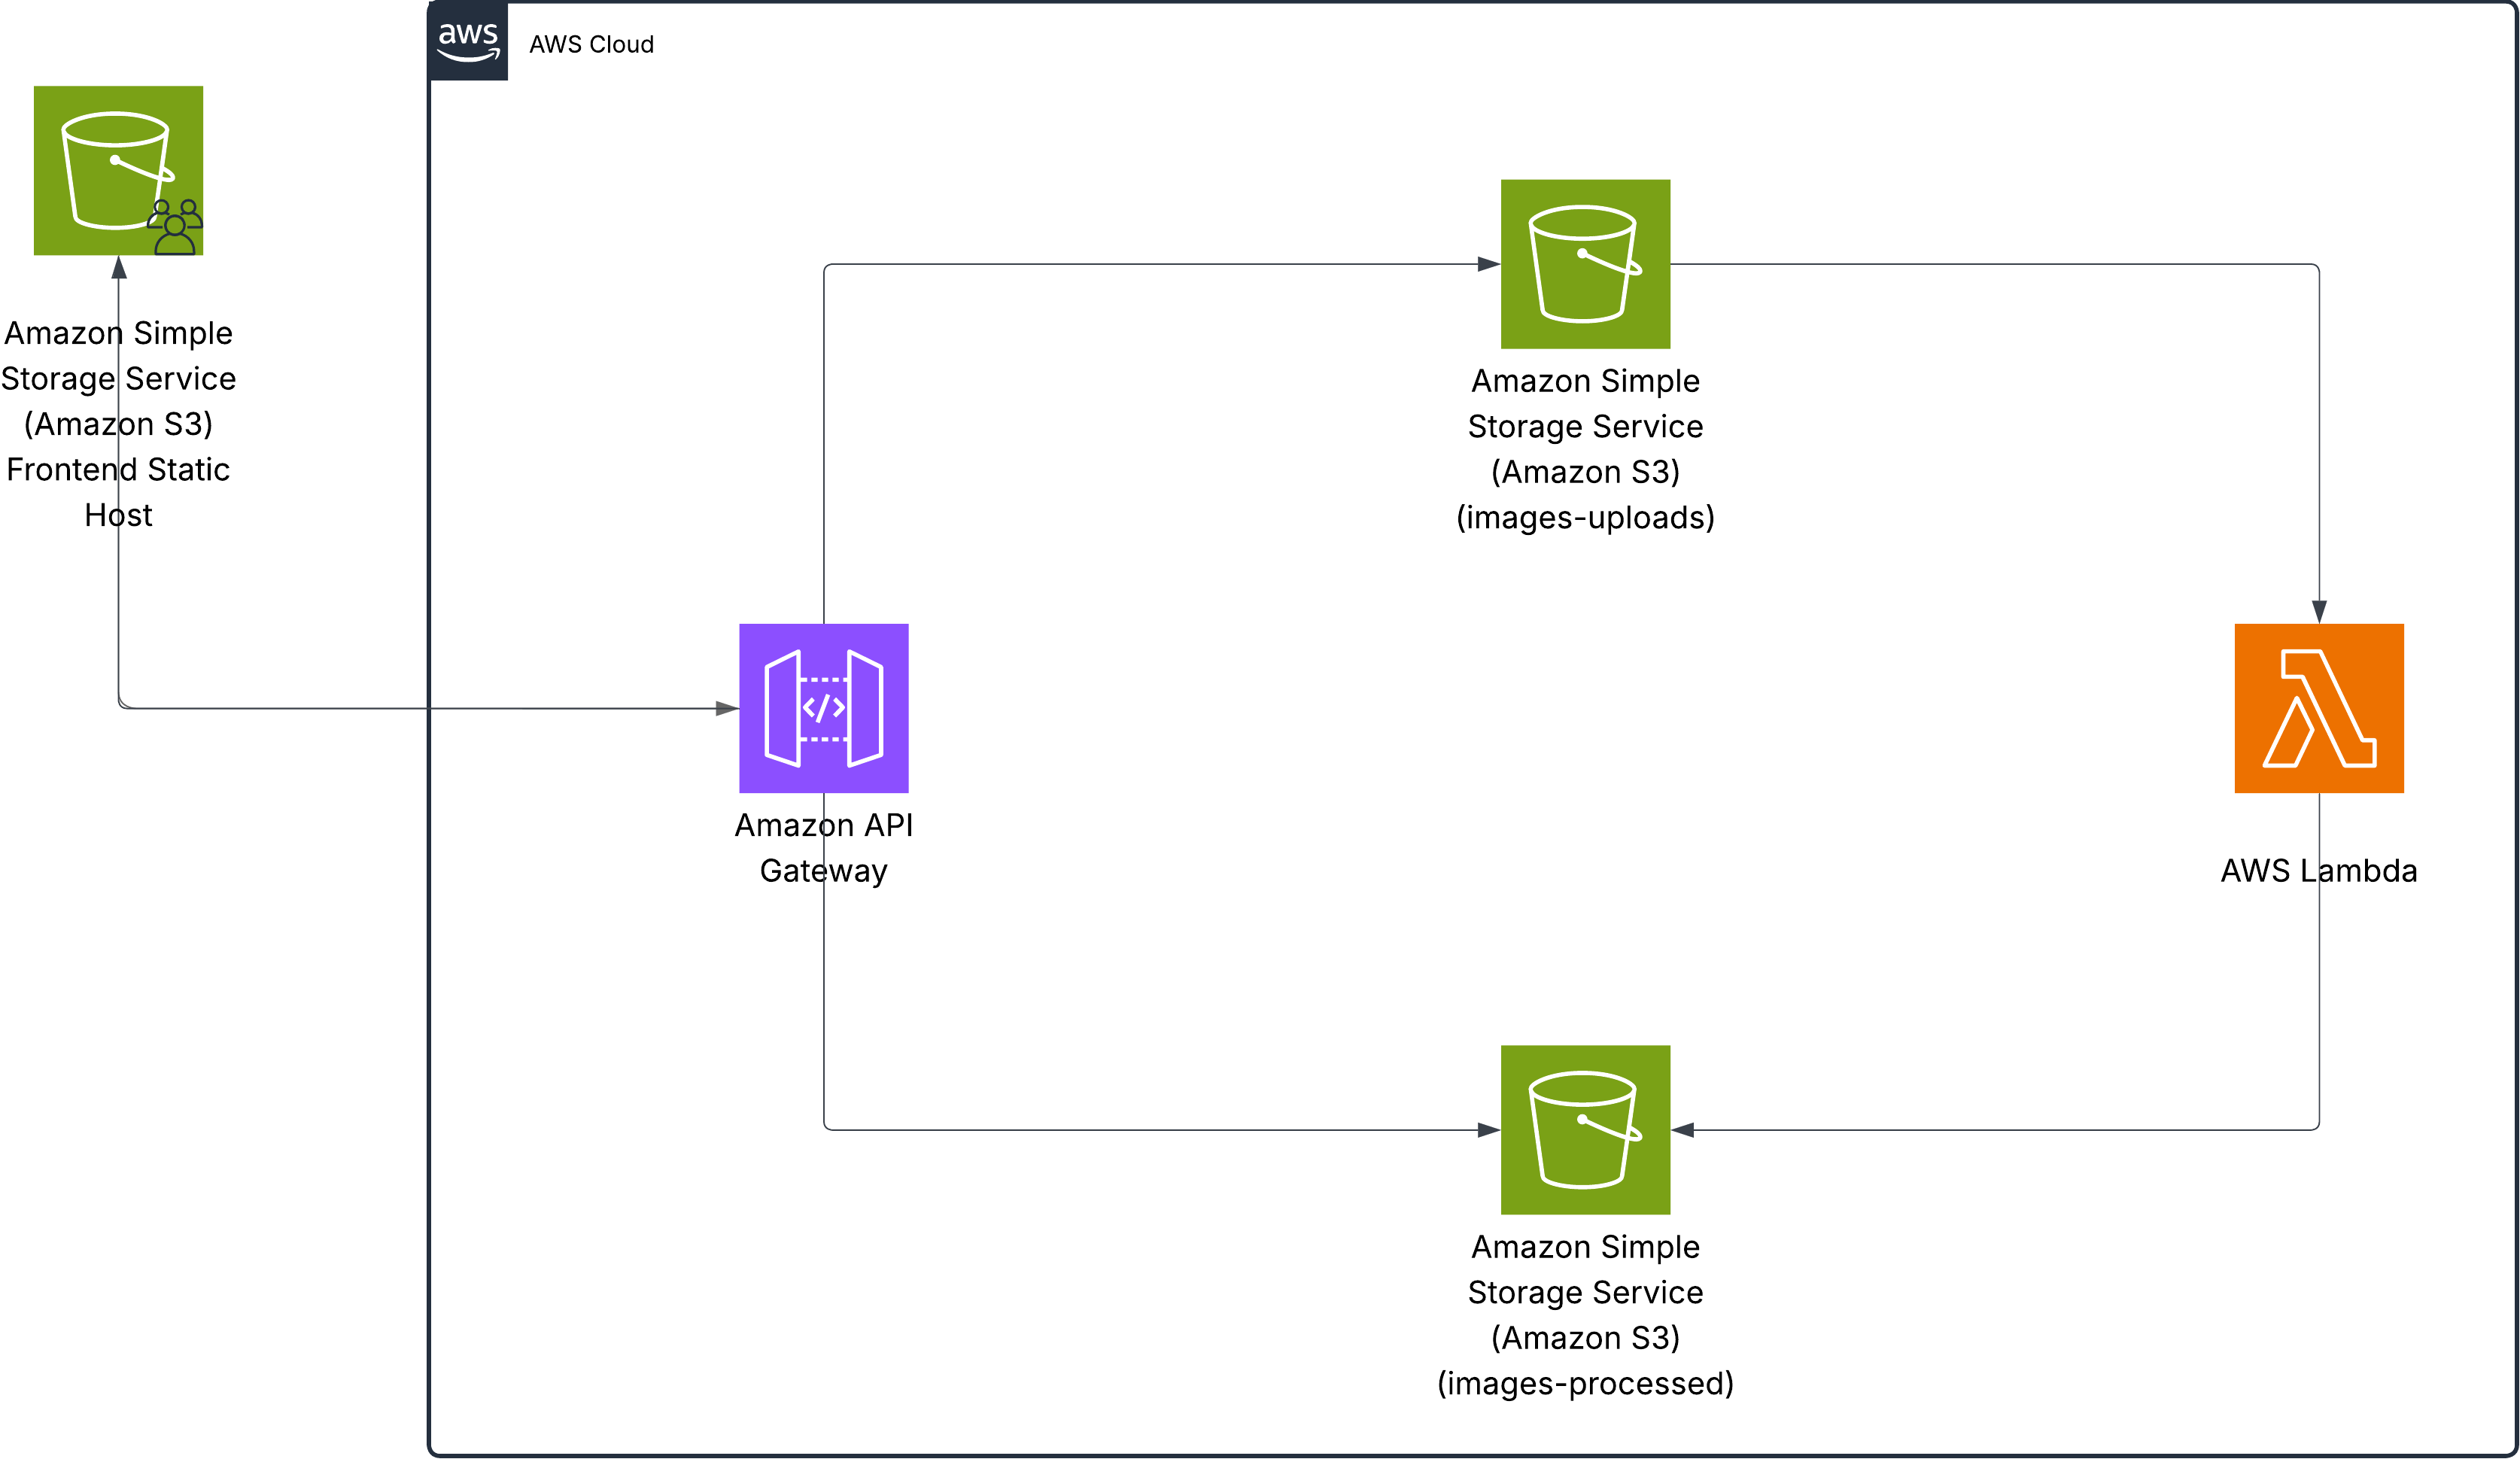 aws
AWS Cloud
Amazon Simple
Storage Service
(Amazon S3)
Frontend Static
Host
Amazon Simple
Storage Service
(Amazon S3)
(images-uploads)
</>
Amazon API
Gateway
AWS Lambda
Amazon Simple
Storage Service
(Amazon S3)
(images-processed)